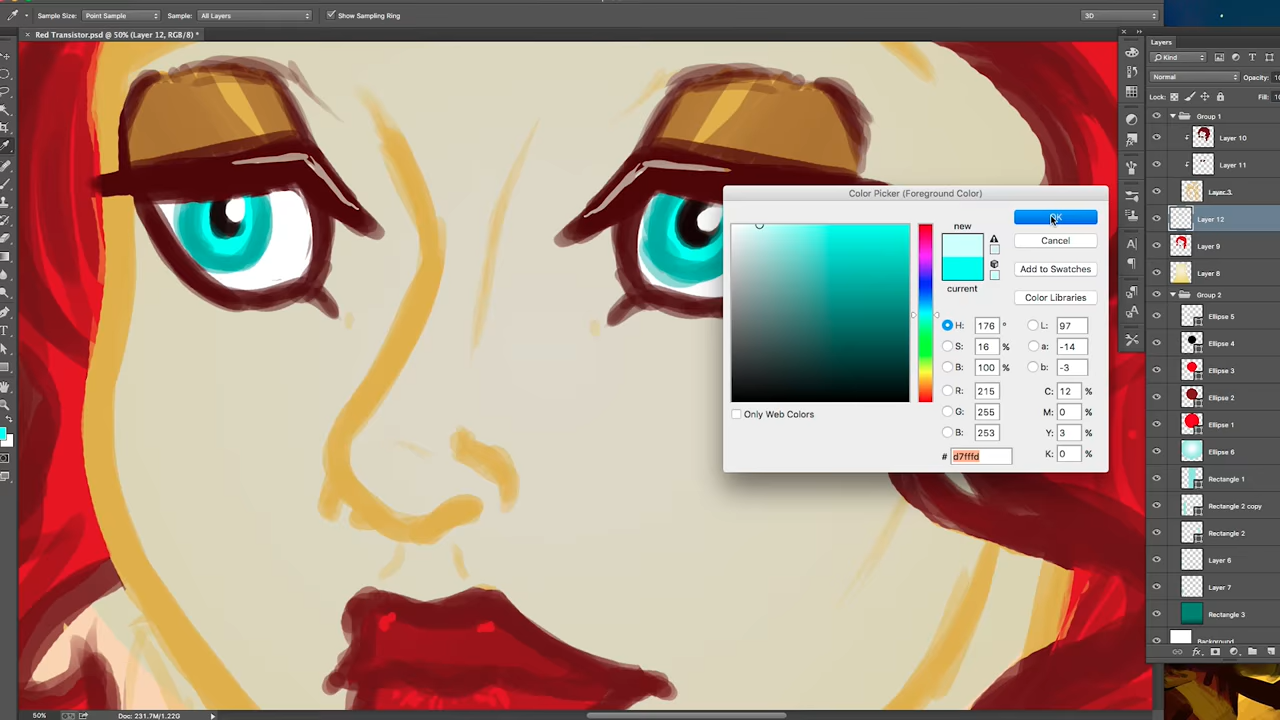 Sample Size: Point Sample Sample: All Layers Show Sampling Ring 3D
× Red Transistor.psd @ 50% (Layer 12, RGB/8) *
Layers
Kind
Normal Opacity: 10
Lock: Fill: 10
Group 1
Layer 10
Layer 11
Layer 3
Layer 12
Layer 9
Layer 8
Group 2
Ellipse 5
Ellipse 4
Ellipse 3
Ellipse 2
Ellipse 1
Ellipse 6
Rectangle 1
Rectangle 2 copy
Rectangle 2
Layer 6
Layer 7
Rectangle 3
Background
Color Picker (Foreground Color)
new
current
OK
Cancel
Add to Swatches
Color Libraries
H: 176 ° L: 97
S: 16 % a: -14
B: 100 % b: -3
R: 215 C: 12 %
G: 255 M: 0 %
B: 253 Y: 3 %
# d7fffd K: 0 %
Only Web Colors
50% Doc: 231.7M/1.22G